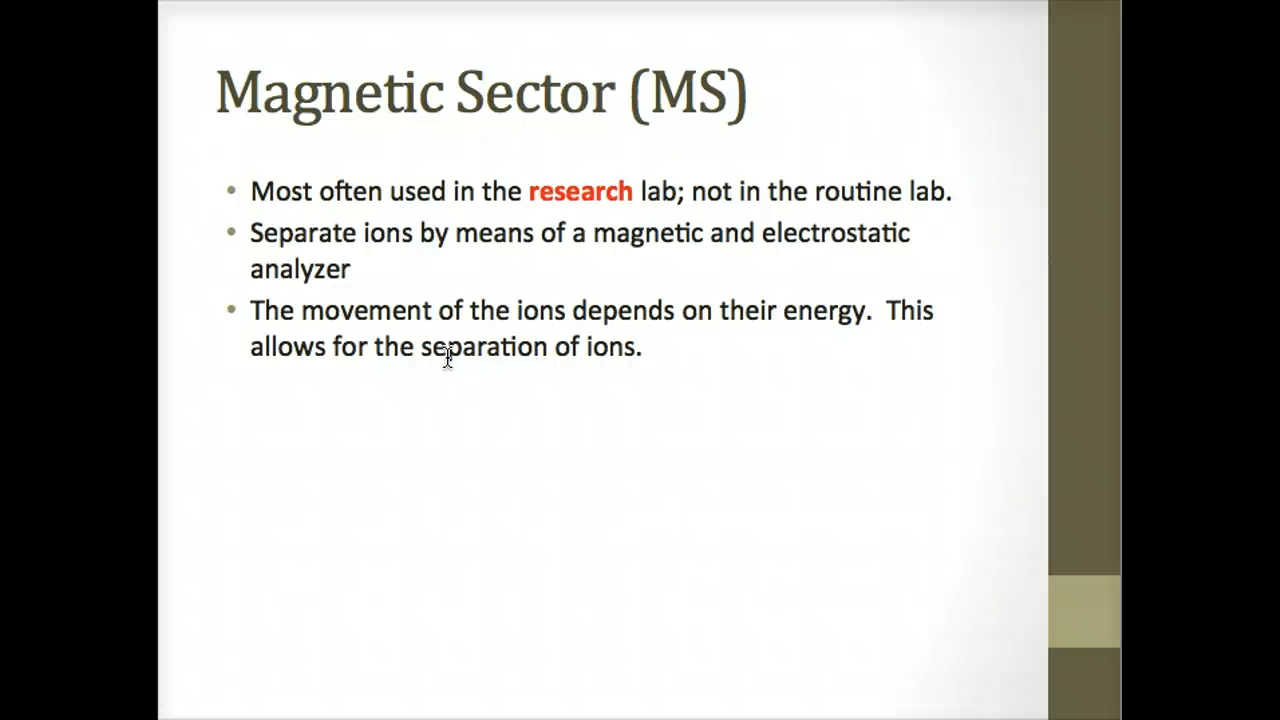 Magnetic Sector (MS)
• Most often used in the research lab; not in the routine lab.
• Separate ions by means of a magnetic and electrostatic
analyzer
• The movement of the ions depends on their energy.  This
allows for the separation of ions.